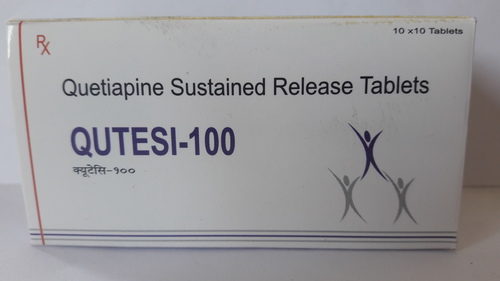 10 x10 Tablets
Rx
Quetiapine Sustained Release Tablets
QUTESI-100
क्यूटेसि-१००